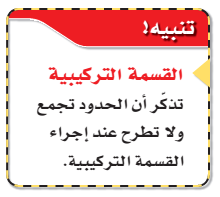 تنبيه!
القسمة التركيبية
تذكّر أن الحدود تجمع
ولا تطرح عند إجراء
القسمة التركيبية.